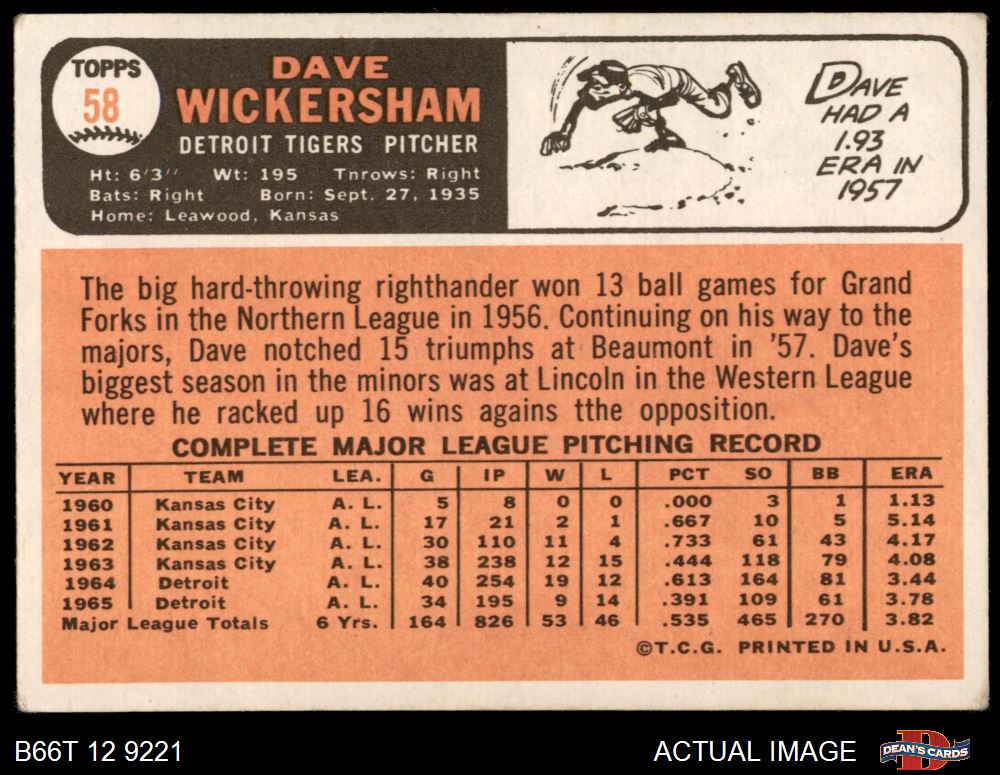 TOPPS
58
DAVE
WICKERSHAM
DETROIT TIGERS PITCHER
Ht: 6'3" Wt: 195 Throws: Right
Bats: Right Born: Sept. 27, 1935
Home: Leawood, Kansas
DAVE
HAD A
1.93
ERA IN
1957
The big hard-throwing righthander won 13 ball games for Grand
Forks in the Northern League in 1956. Continuing on his way to the
majors, Dave notched 15 triumphs at Beaumont in '57. Dave's
biggest season in the minors was at Lincoln in the Western League
where he racked up 16 wins agains tthe opposition.
COMPLETE MAJOR LEAGUE PITCHING RECORD
YEAR TEAM LEA. G IP W L PCT SO BB ERA
1960 Kansas City A. L. 5 8 0 0 .000 3 1 1.13
1961 Kansas City A. L. 17 21 2 1 .667 10 5 5.14
1962 Kansas City A. L. 30 110 11 4 .733 61 43 4.17
1963 Kansas City A. L. 38 238 12 15 .444 118 79 4.08
1964 Detroit A. L. 40 254 19 12 .613 164 81 3.44
1965 Detroit A. L. 34 195 9 14 .391 109 61 3.78
Major League Totals 6 Yrs. 164 826 53 46 .535 465 270 3.82
©T.C.G. PRINTED IN U.S.A.
B66T 12 9221
ACTUAL IMAGE
DEAN'S CARDS